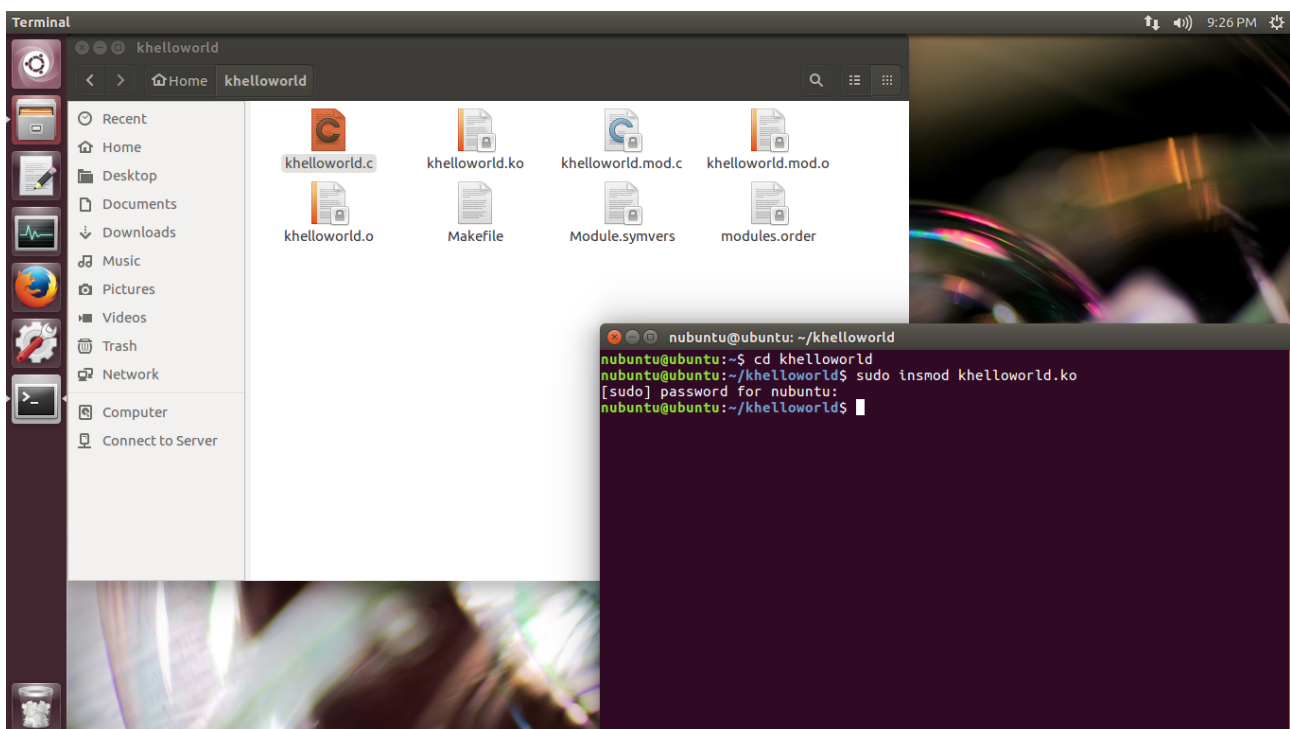 Terminal
9:26 PM
khelloworld
Home khelloworld
Recent
Home
Desktop
Documents
Downloads
Music
Pictures
Videos
Trash
Network
Computer
Connect to Server
khelloworld.c khelloworld.ko khelloworld.mod.c khelloworld.mod.o
khelloworld.o Makefile Module.symvers modules.order
nubuntu@ubuntu: ~/khelloworld
nubuntu@ubuntu:~$ cd khelloworld
nubuntu@ubuntu:~/khelloworld$ sudo insmod khelloworld.ko
[sudo] password for nubuntu:
nubuntu@ubuntu:~/khelloworld$